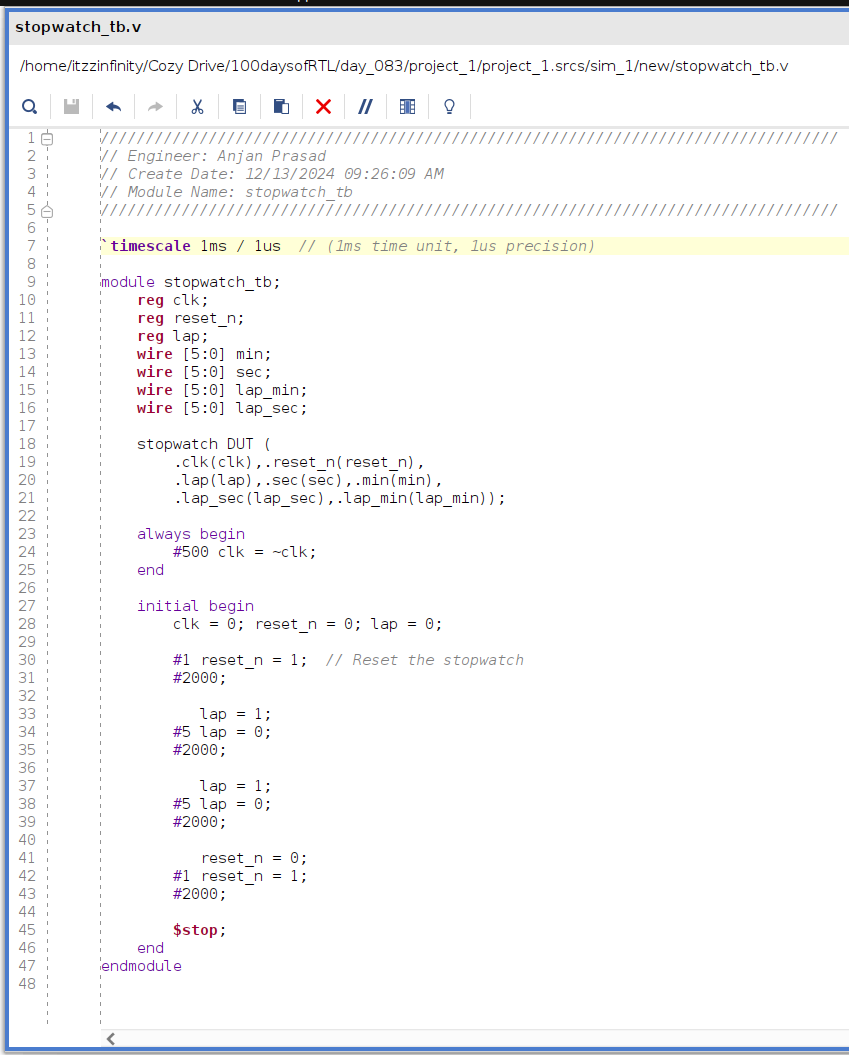 stopwatch_tb.v
/home/itzzinfinity/Cozy Drive/100daysofRTL/day_083/project_1/project_1.srcs/sim_1/new/stopwatch_tb.v
1 //////////////////////////////////////////////////////////////////////////////////
2 // Engineer: Anjan Prasad
3 // Create Date: 12/13/2024 09:26:09 AM
4 // Module Name: stopwatch_tb
5 //////////////////////////////////////////////////////////////////////////////////
6
7 `timescale 1ms / 1us  // (1ms time unit, 1us precision)
8
9 module stopwatch_tb;
10     reg clk;
11     reg reset_n;
12     reg lap;
13     wire [5:0] min;
14     wire [5:0] sec;
15     wire [5:0] lap_min;
16     wire [5:0] lap_sec;
17
18     stopwatch DUT (
19         .clk(clk),.reset_n(reset_n),
20         .lap(lap),.sec(sec),.min(min),
21         .lap_sec(lap_sec),.lap_min(lap_min));
22
23     always begin
24         #500 clk = ~clk;
25     end
26
27     initial begin
28         clk = 0; reset_n = 0; lap = 0;
29
30         #1 reset_n = 1;  // Reset the stopwatch
31         #2000;
32
33            lap = 1;
34         #5 lap = 0;
35         #2000;
36
37            lap = 1;
38         #5 lap = 0;
39         #2000;
40
41            reset_n = 0;
42         #1 reset_n = 1;
43         #2000;
44
45         $stop;
46     end
47 endmodule
48